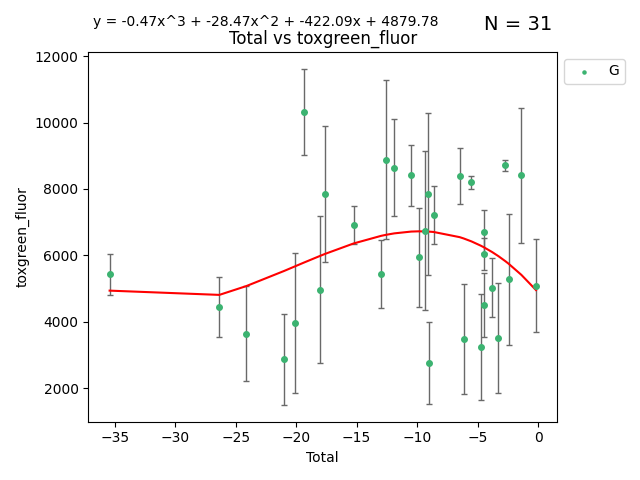 y = -0.47x^3 + -28.47x^2 + -422.09x + 4879.78
N = 31
Total vs toxgreen_fluor
G
12000
10000
8000
6000
4000
2000
toxgreen_fluor
−35 −30 −25 −20 −15 −10 −5 0
Total